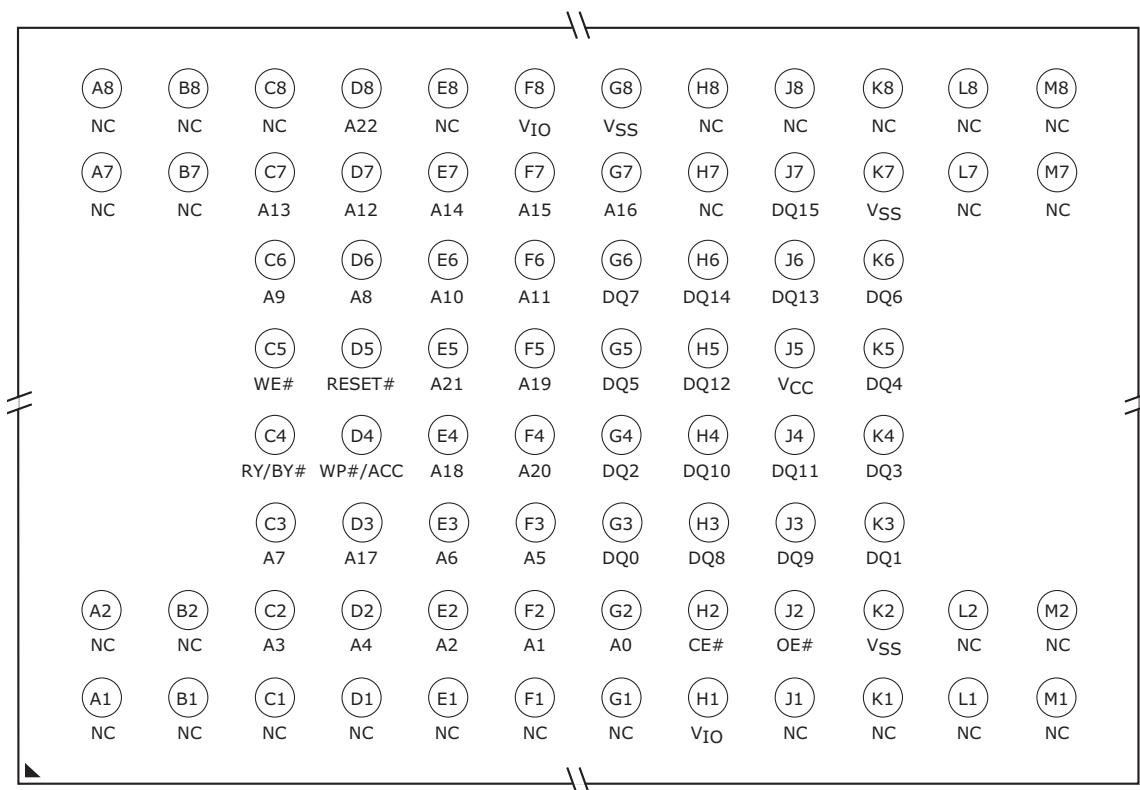 A8 B8 C8 D8 E8 F8 G8 H8 J8 K8 L8 M8
NC NC NC A22 NC VIO VSS NC NC NC NC NC
A7 B7 C7 D7 E7 F7 G7 H7 J7 K7 L7 M7
NC NC A13 A12 A14 A15 A16 NC DQ15 VSS NC NC
C6 D6 E6 F6 G6 H6 J6 K6
A9 A8 A10 A11 DQ7 DQ14 DQ13 DQ6
C5 D5 E5 F5 G5 H5 J5 K5
WE# RESET# A21 A19 DQ5 DQ12 VCC DQ4
C4 D4 E4 F4 G4 H4 J4 K4
RY/BY# WP#/ACC A18 A20 DQ2 DQ10 DQ11 DQ3
C3 D3 E3 F3 G3 H3 J3 K3
A7 A17 A6 A5 DQ0 DQ8 DQ9 DQ1
A2 B2 C2 D2 E2 F2 G2 H2 J2 K2 L2 M2
NC NC A3 A4 A2 A1 A0 CE# OE# VSS NC NC
A1 B1 C1 D1 E1 F1 G1 H1 J1 K1 L1 M1
NC NC NC NC NC NC NC VIO NC NC NC NC